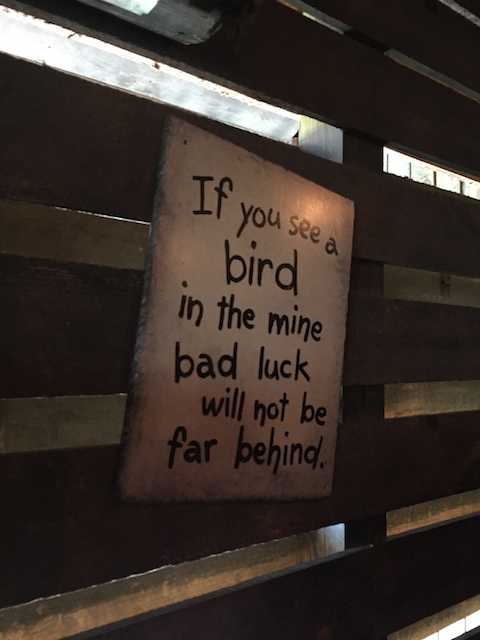 If you see a
bird
in the mine
bad luck
will not be
far behind.